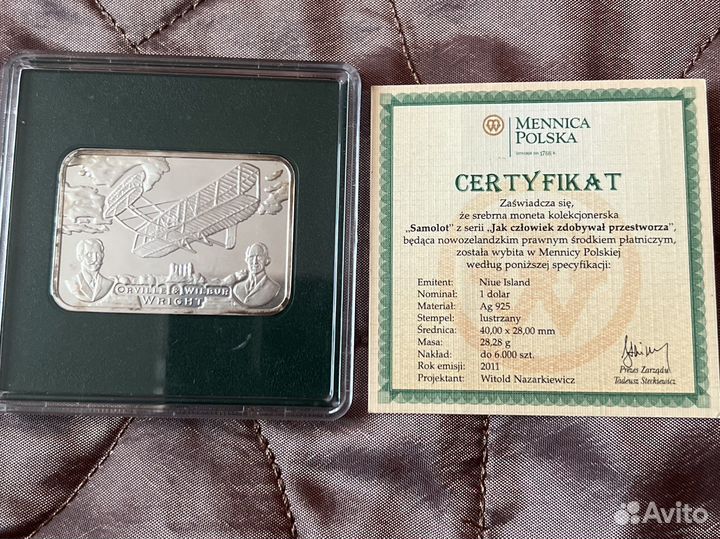 ORVILLE & WILBUR
WRIGHT
MENNICA
POLSKA
1766 R.
CERTYFIKAT
Zaświadcza się,
że srebrna moneta kolekcjonerska
„Samolot" z serii „Jak człowiek zdobywał przestworza",
będąca nowozelandzkim prawnym środkiem płatniczym,
została wybita w Mennicy Polskiej
według poniższej specyfikacji:
Emitent: Niue Island
Nominał: 1 dolar
Materiał: Ag 925
Stempel: lustrzany
Średnica: 40,00 x 28,00 mm
Masa: 28,28 g
Nakład: do 6.000 szt.
Rok emisji: 2011
Projektant: Witold Nazarkiewicz
Prezes Zarządu
Tadeusz Steckiewicz
Avito